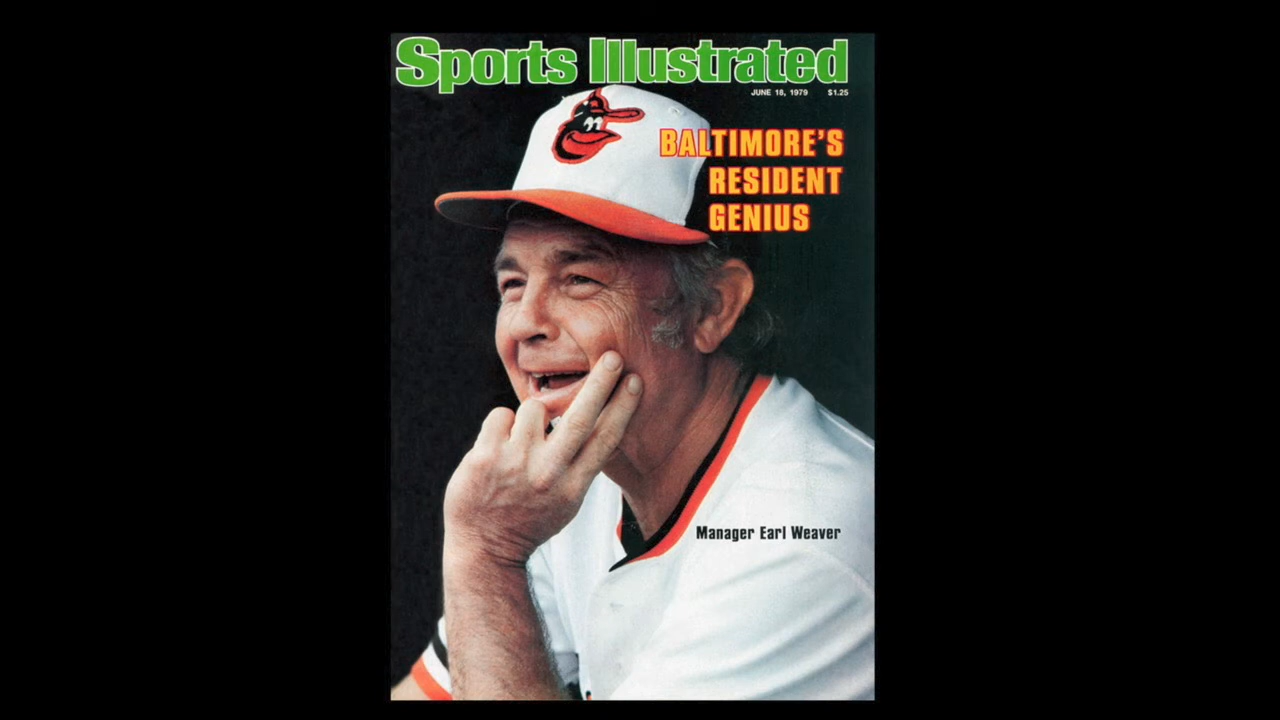 Sports Illustrated
JUNE 18, 1979 $1.25
BALTIMORE'S
RESIDENT
GENIUS
Manager Earl Weaver